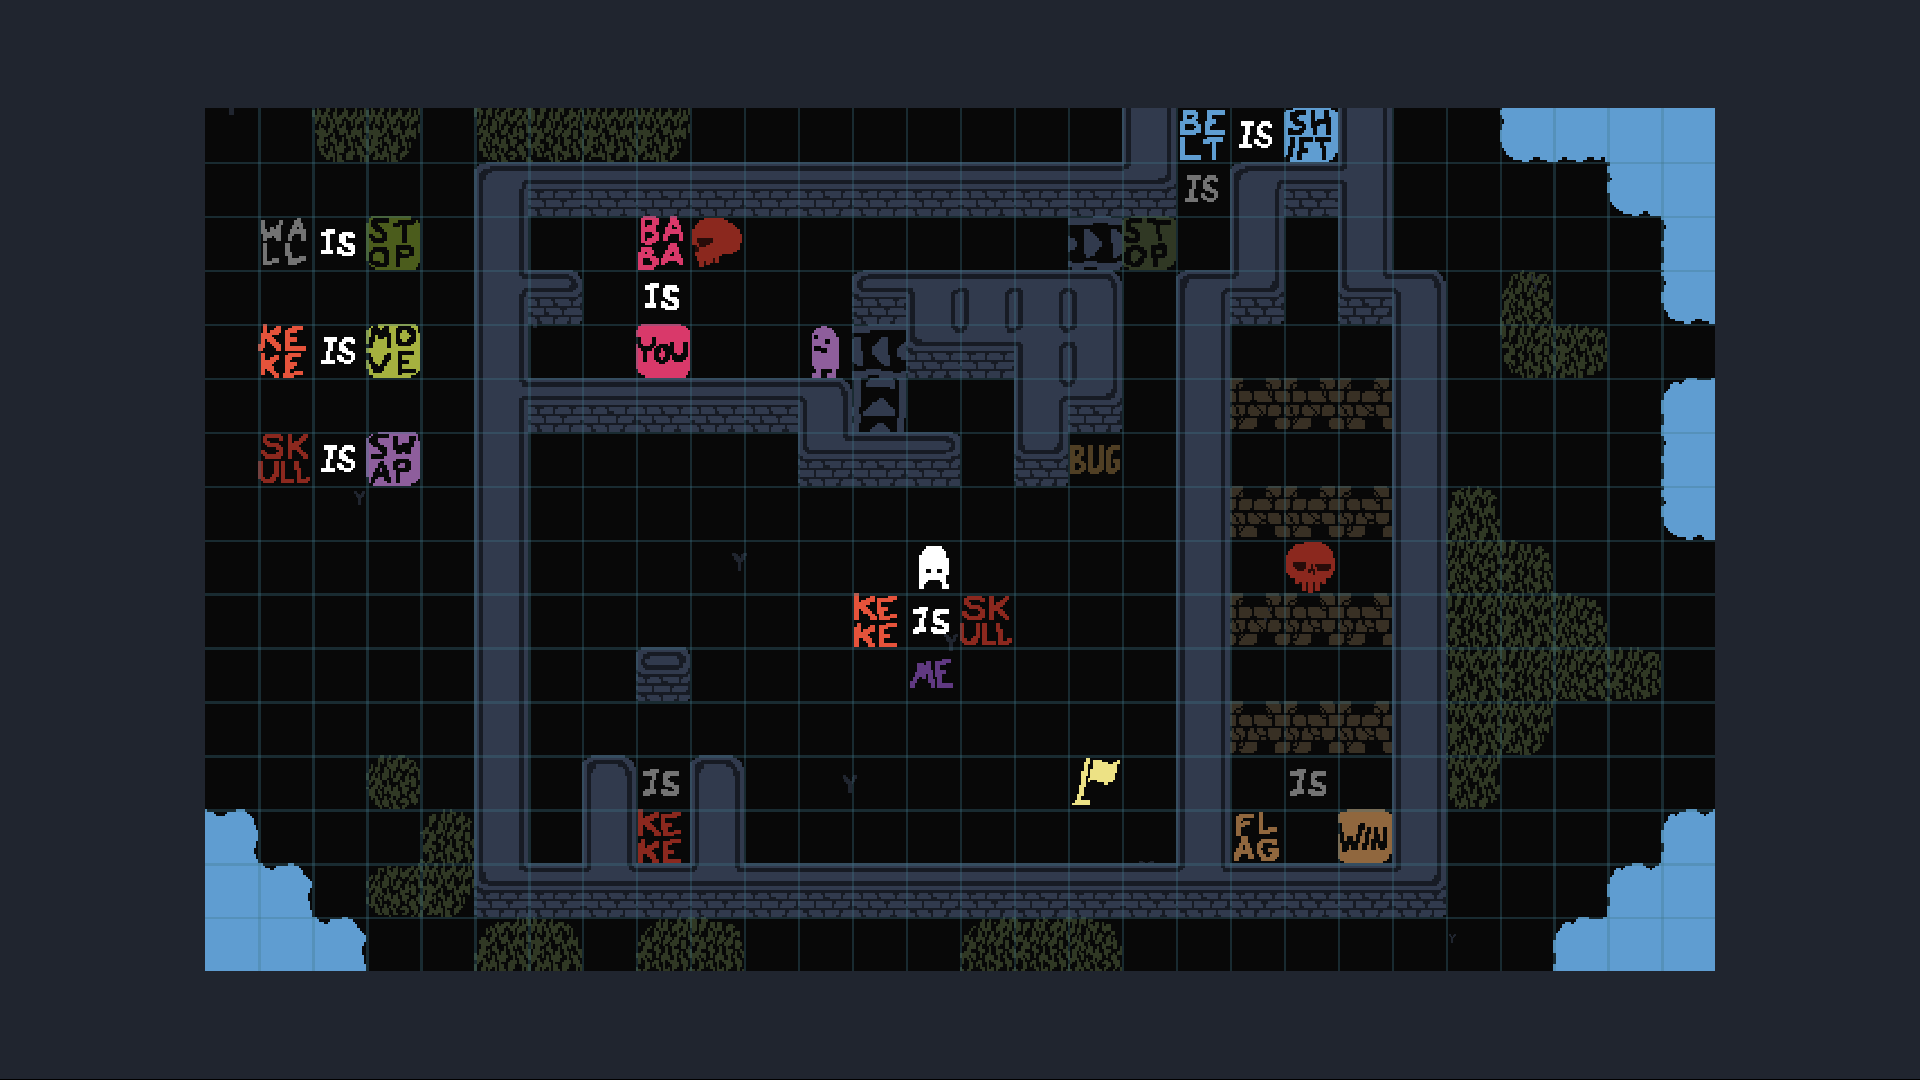 BELT IS SHIFT
IS
WALL IS STOP
BABA
STOP
IS
KEKE IS MOVE
YOU
SKULL IS SWAP
BUG
KEKE IS SKULL
ME
IS
IS
KEKE
FLAG
WIN